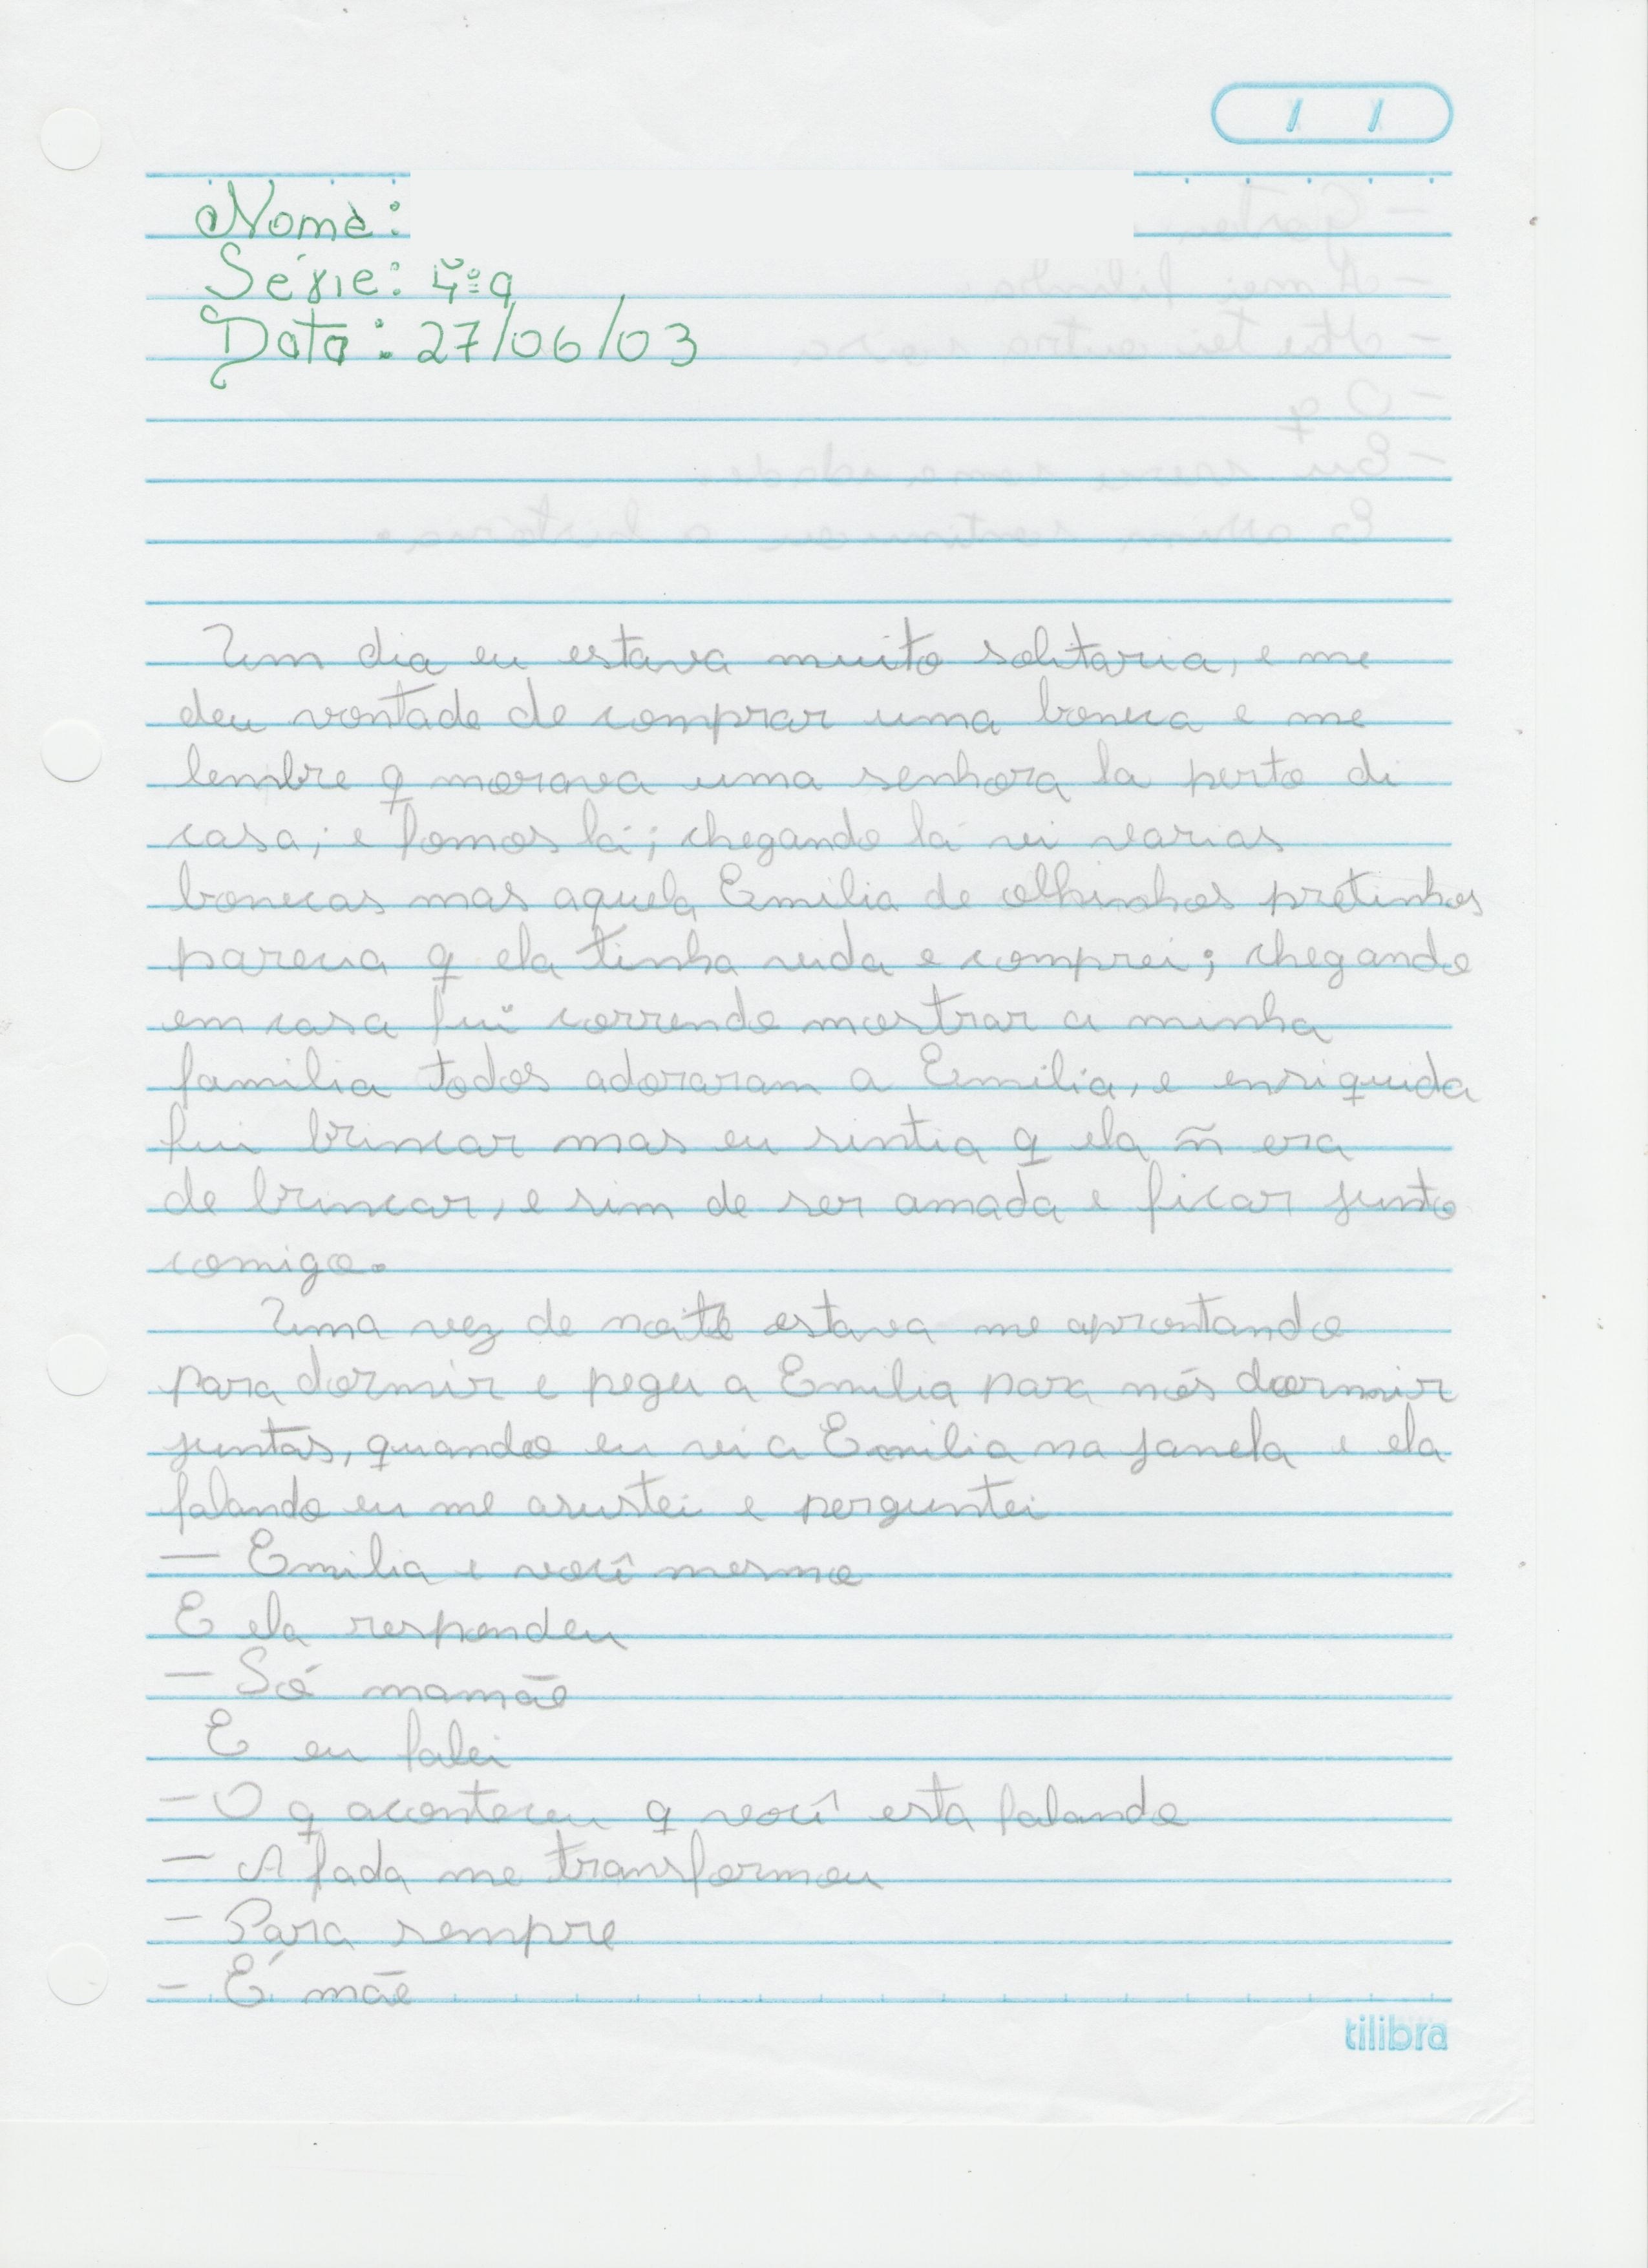 Nome:
Série: 4ª a
Data: 27/06/03
Um dia eu estava muito solitaria, e me
deu vontade de comprar uma boneca e me
lembre q morava uma senhora la perto di
casa; e fomos lá; chegando lá vi varias
bonecas mas aquela Emilia de olhinhos pretinhos
parecia q ela tinha vida e comprei; chegando
em casa fui correndo mostrar a minha
familia todos adoraram a Emilia, e ensiguida
fui brincar mas eu sintia q ela ñ era
de brincar, e sim de ser amada e ficar junto
comigo.
Uma vez de noite estava me aprontando
para dormir e peguei a Emilia para nós dormir
juntas, quando eu vi a Emilia na janela e ela
falando eu me asustei e perguntei
— Emilia e você mesmo
E ela respondeu
— Só mamãe
E eu falei
— O q aconteceu q você esta falando
— A fada me transformou
— Para sempre
— É mãe
tilibra